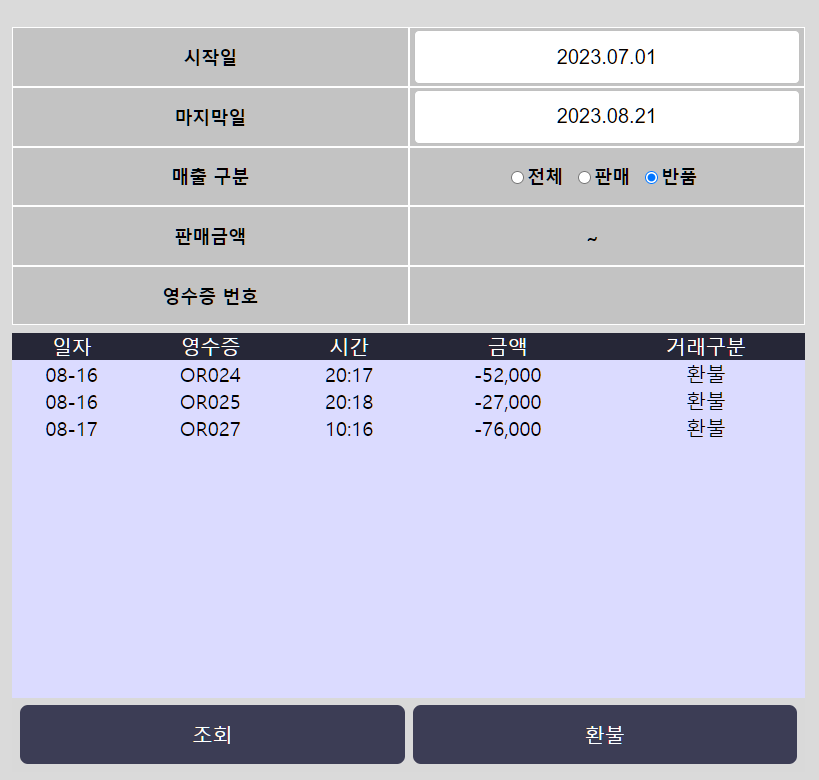 시작일 2023.07.01
마지막일 2023.08.21
매출 구분 전체 판매 반품
판매금액 ~
영수증 번호
일자 영수증 시간 금액 거래구분
08-16 OR024 20:17 -52,000 환불
08-16 OR025 20:18 -27,000 환불
08-17 OR027 10:16 -76,000 환불
조회 환불